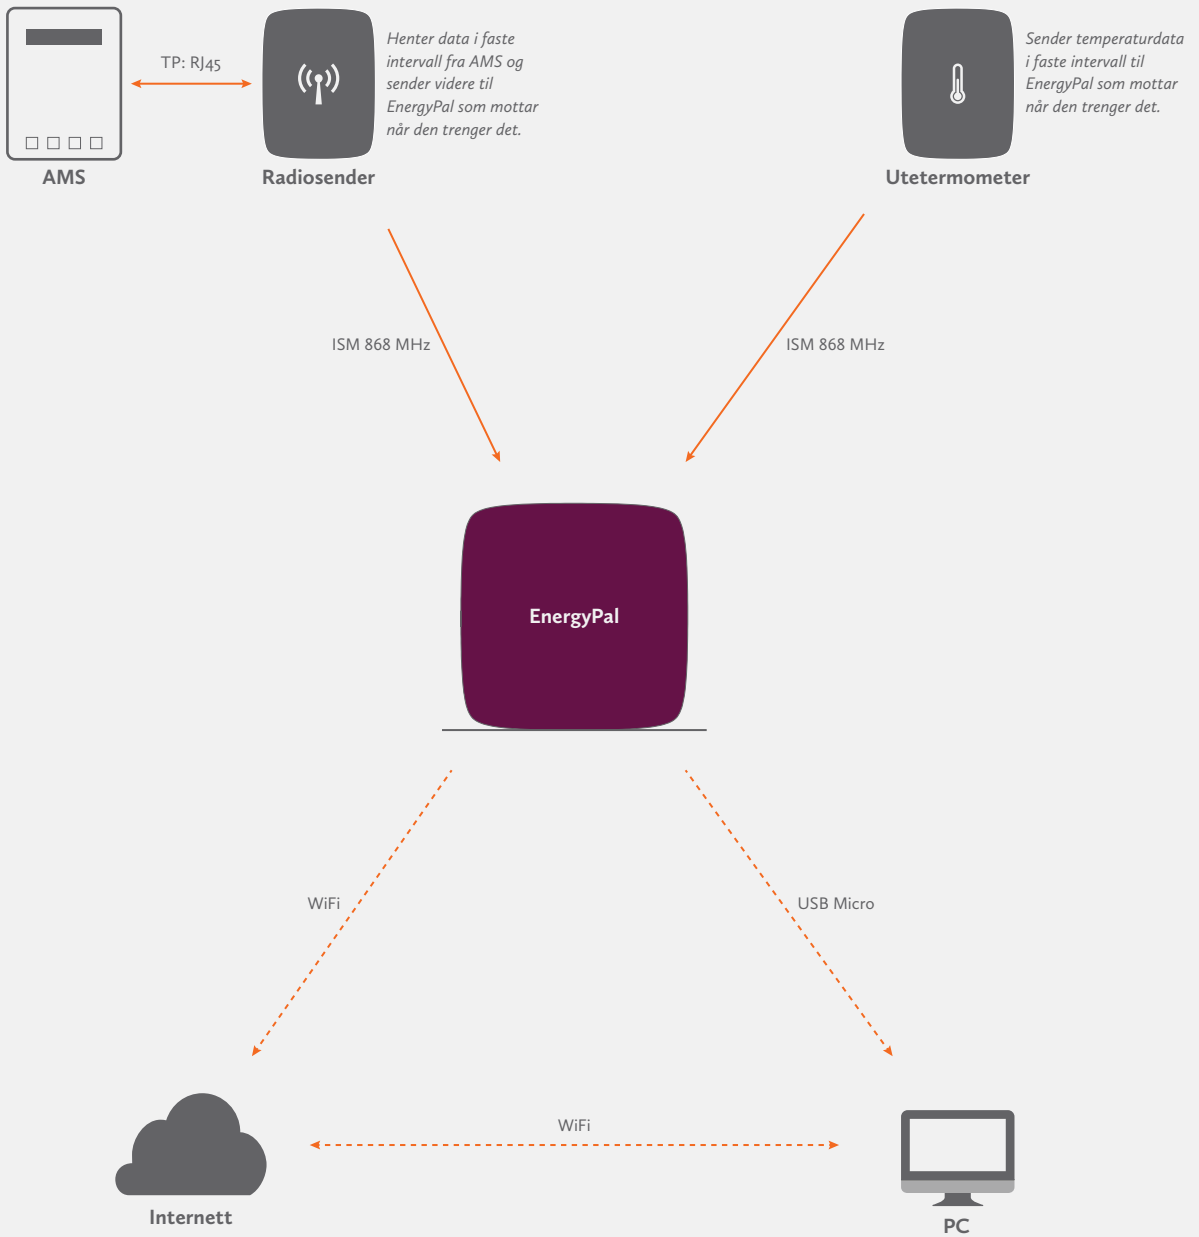 TP: RJ45
Henter data i faste
intervall fra AMS og
sender videre til
EnergyPal som mottar
når den trenger det.
Sender temperaturdata
i faste intervall til
EnergyPal som mottar
når den trenger det.
AMS
Radiosender
Utetermometer
ISM 868 MHz
ISM 868 MHz
EnergyPal
WiFi
USB Micro
WiFi
Internett
PC